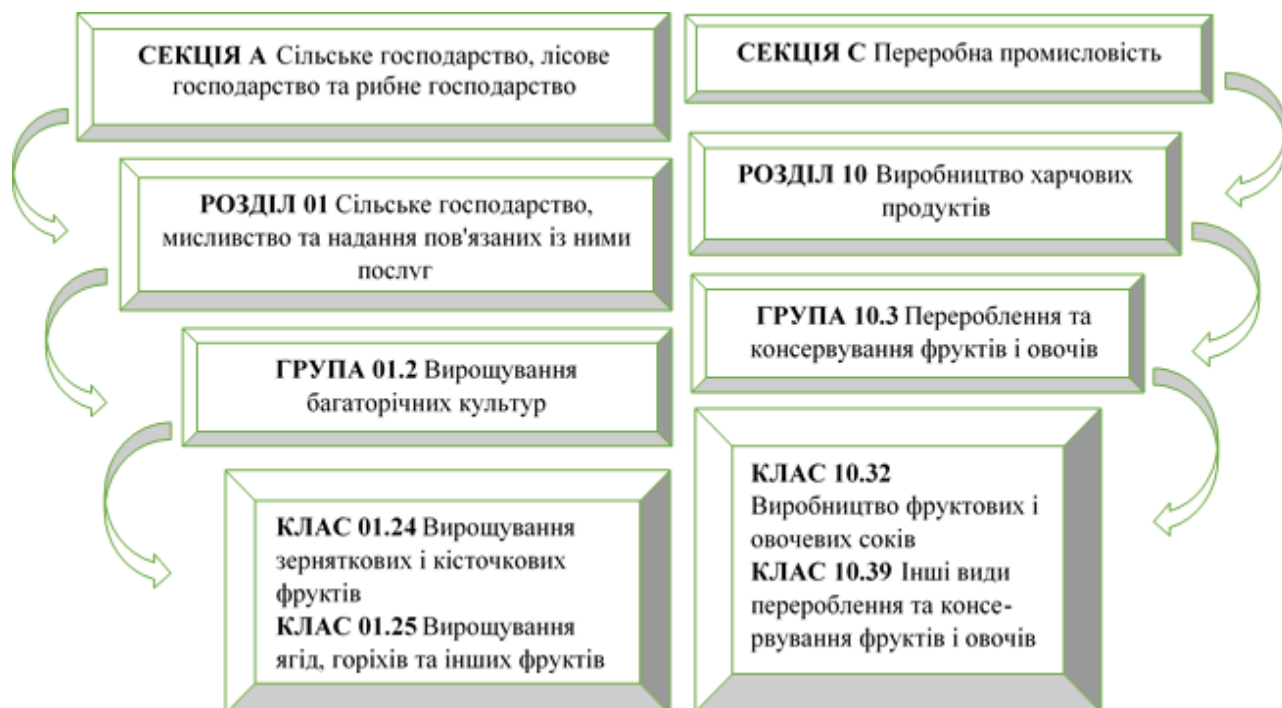 СЕКЦІЯ А Сільське господарство, лісове
господарство та рибне господарство
РОЗДІЛ 01 Сільське господарство,
мисливство та надання пов'язаних із ними
послуг
ГРУПА 01.2 Вирощування
багаторічних культур
КЛАС 01.24 Вирощування
зерняткових і кісточкових
фруктів
КЛАС 01.25 Вирощування
ягід, горіхів та інших фруктів
СЕКЦІЯ С Переробна промисловість
РОЗДІЛ 10 Виробництво харчових
продуктів
ГРУПА 10.3 Перероблення та
консервування фруктів і овочів
КЛАС 10.32
Виробництво фруктових і
овочевих соків
КЛАС 10.39 Інші види
перероблення та консе-
рвування фруктів і овочів